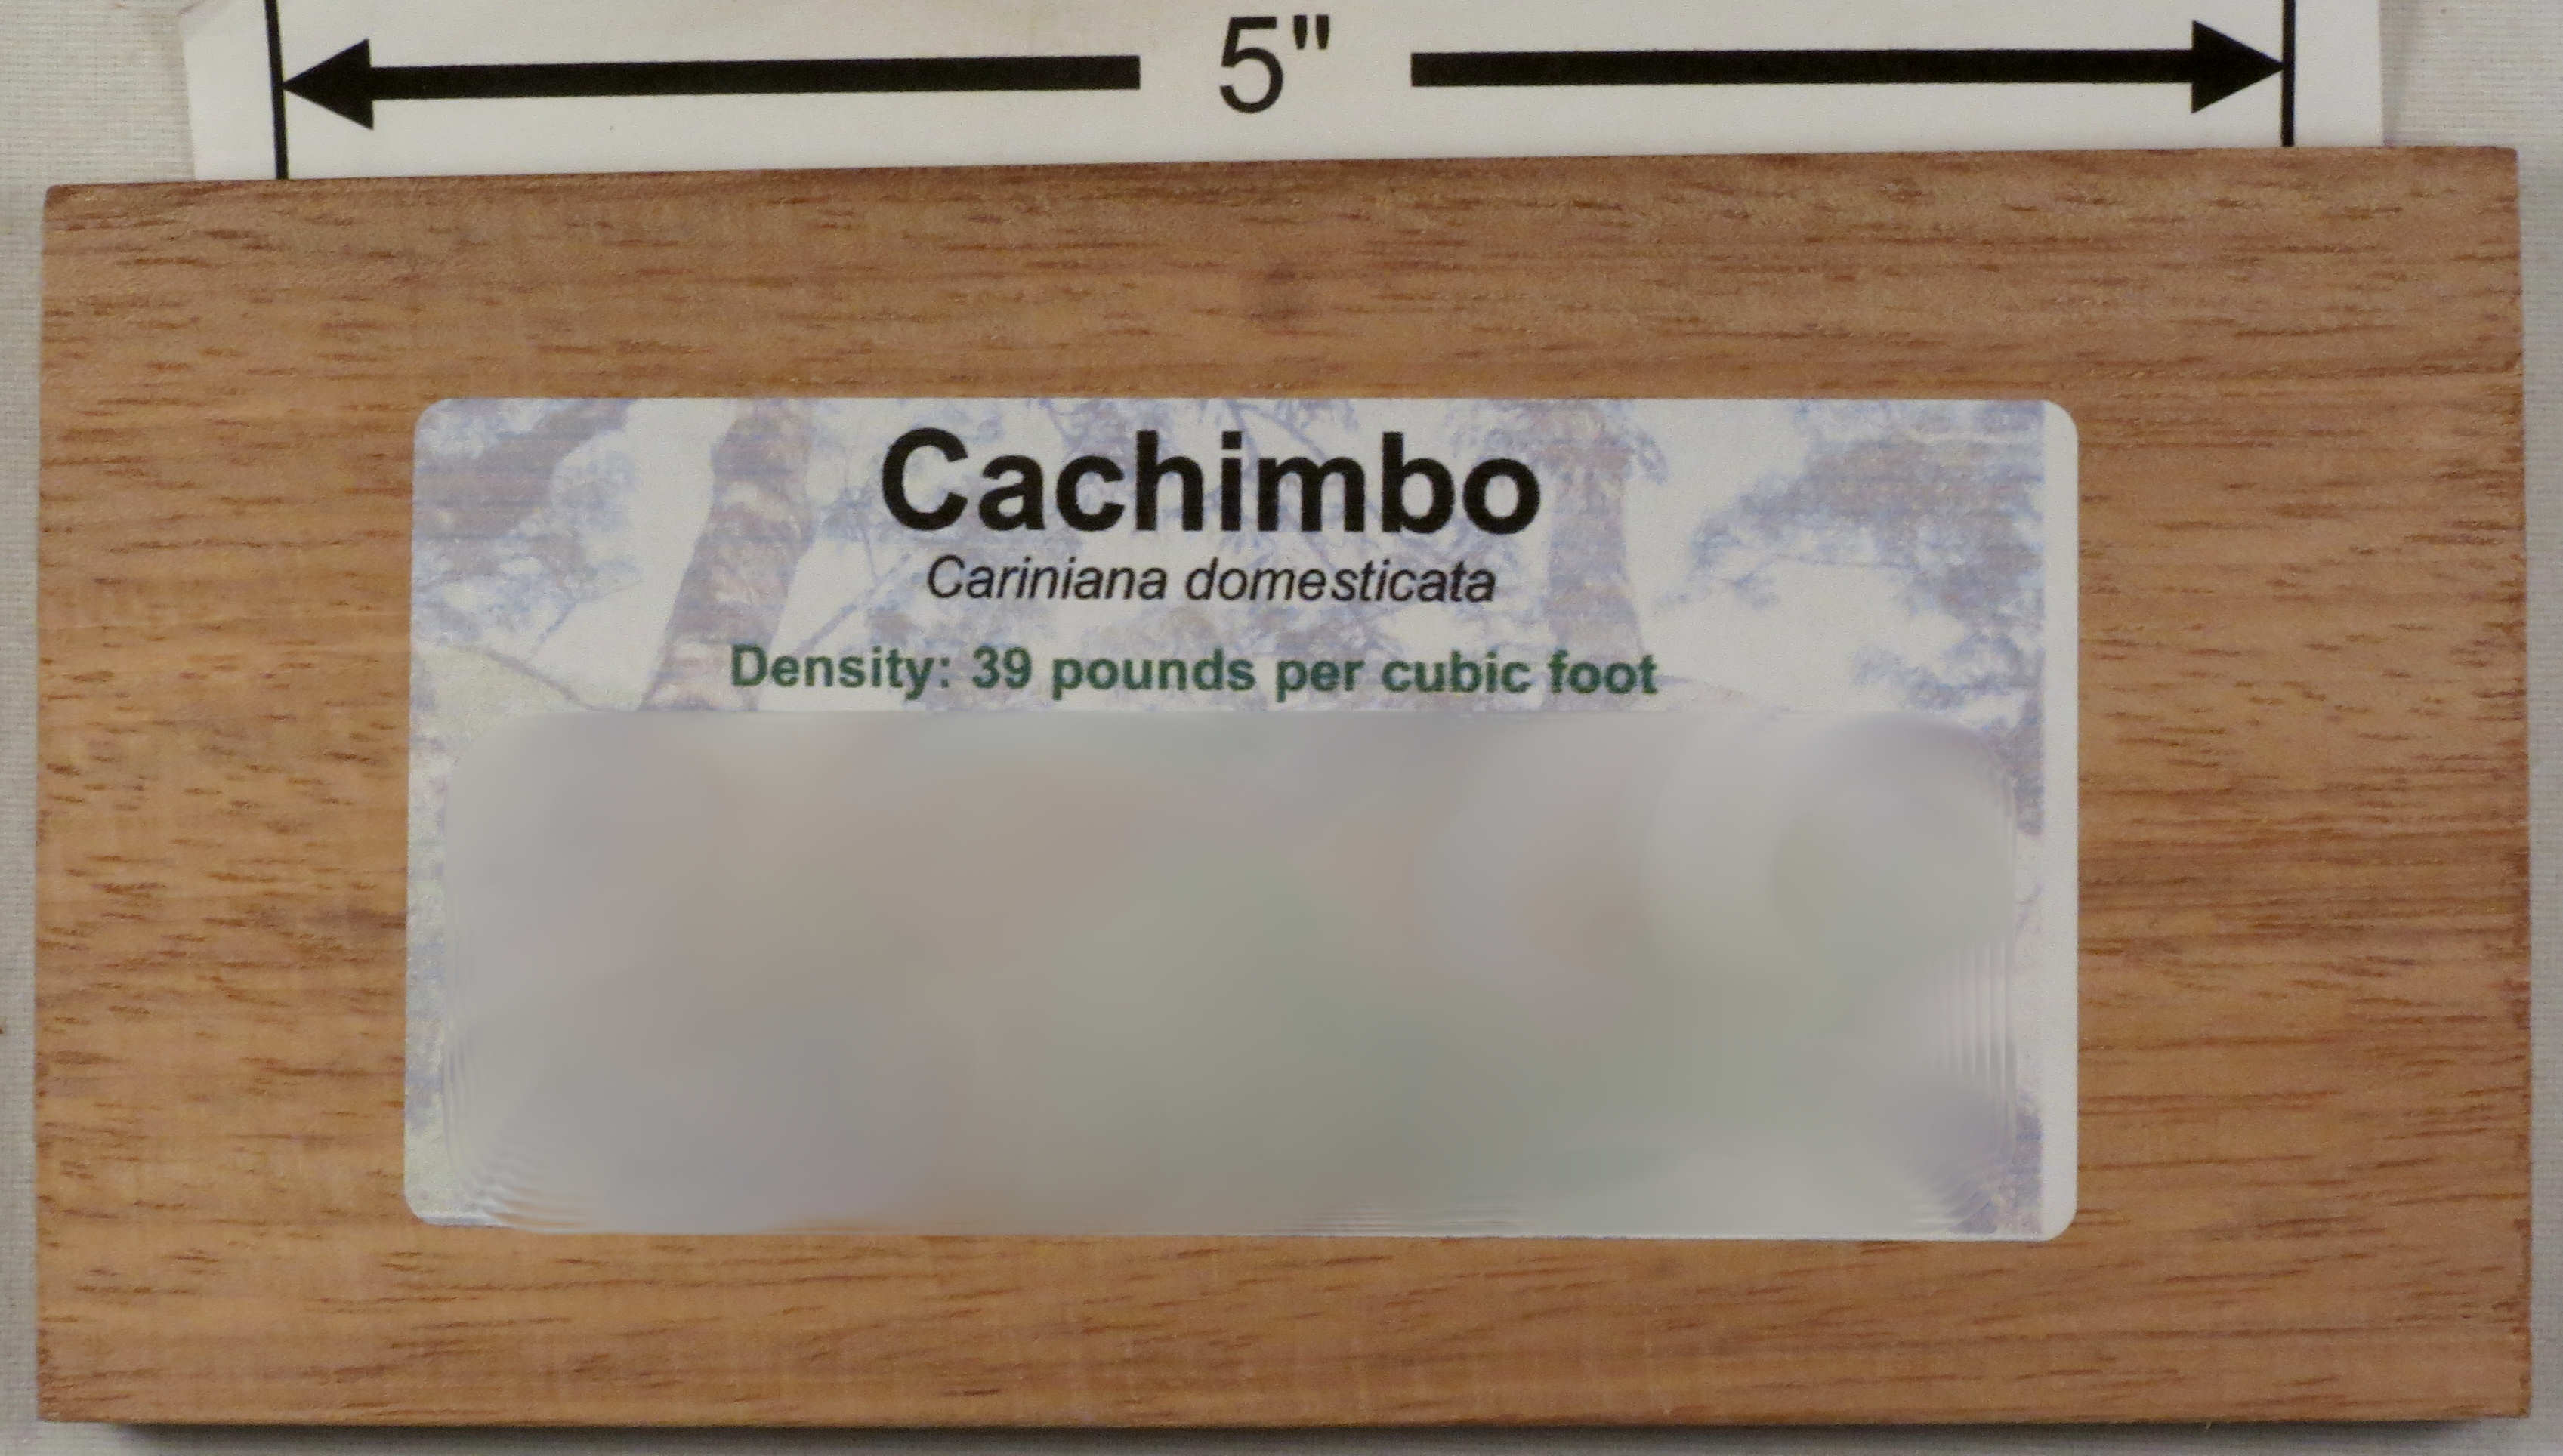 5"
Cachimbo
Cariniana domesticata
Density: 39 pounds per cubic foot